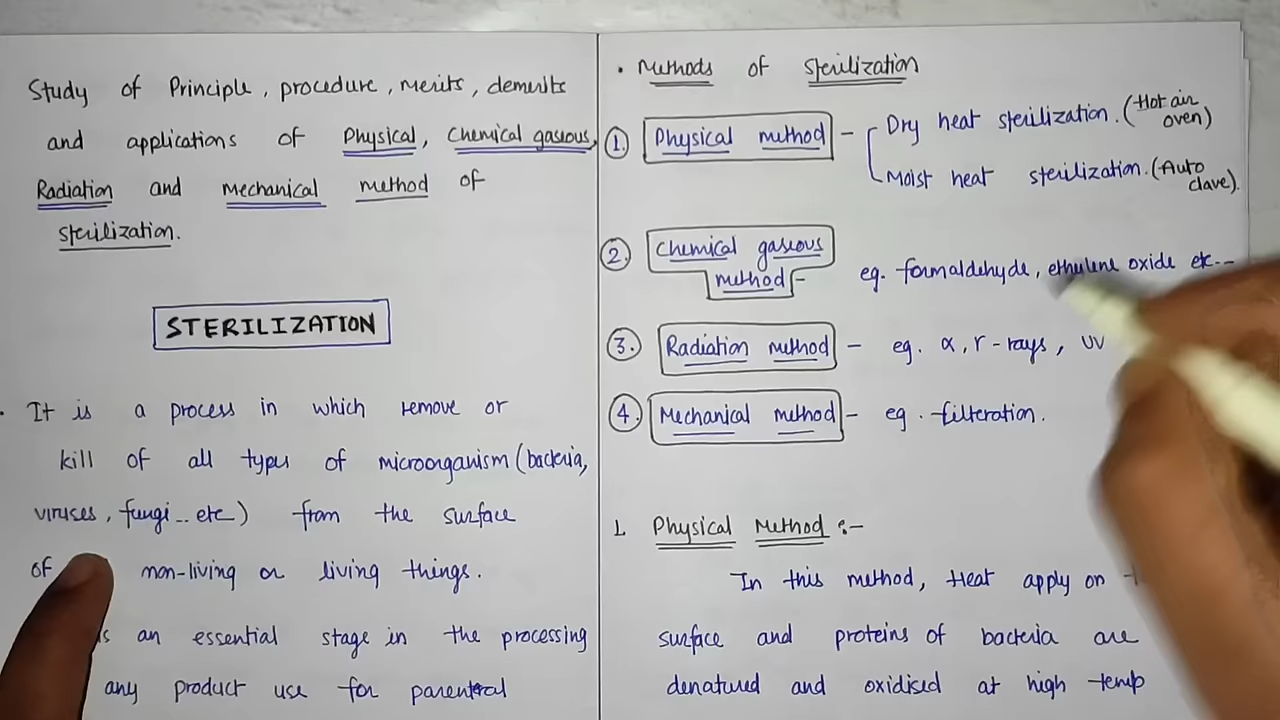 Study of Principle, procedure, merits, demerits
and applications of Physical, Chemical gaseous,
Radiation and mechanical method of
sterilization.
STERILIZATION
. It is a process in which remove or
kill of all types of microorganism (bacteria,
viruses, fungi... etc) from the surface
of non-living or living things.
an essential stage in the processing
any product use for parentral
. Methods of Sterilization
1. Physical method - Dry heat sterilization. (Hot air oven)
Moist heat sterilization. (Auto clave).
2. Chemical gaseous method - eg. formaldehyde, ethylene oxide etc--
3. Radiation method - eg. α, r-rays, UV
4. Mechanical method - eg. filteration.
1. Physical Method :-
In this method, Heat apply on
surface and proteins of bacteria are
denatured and oxidised at high temp